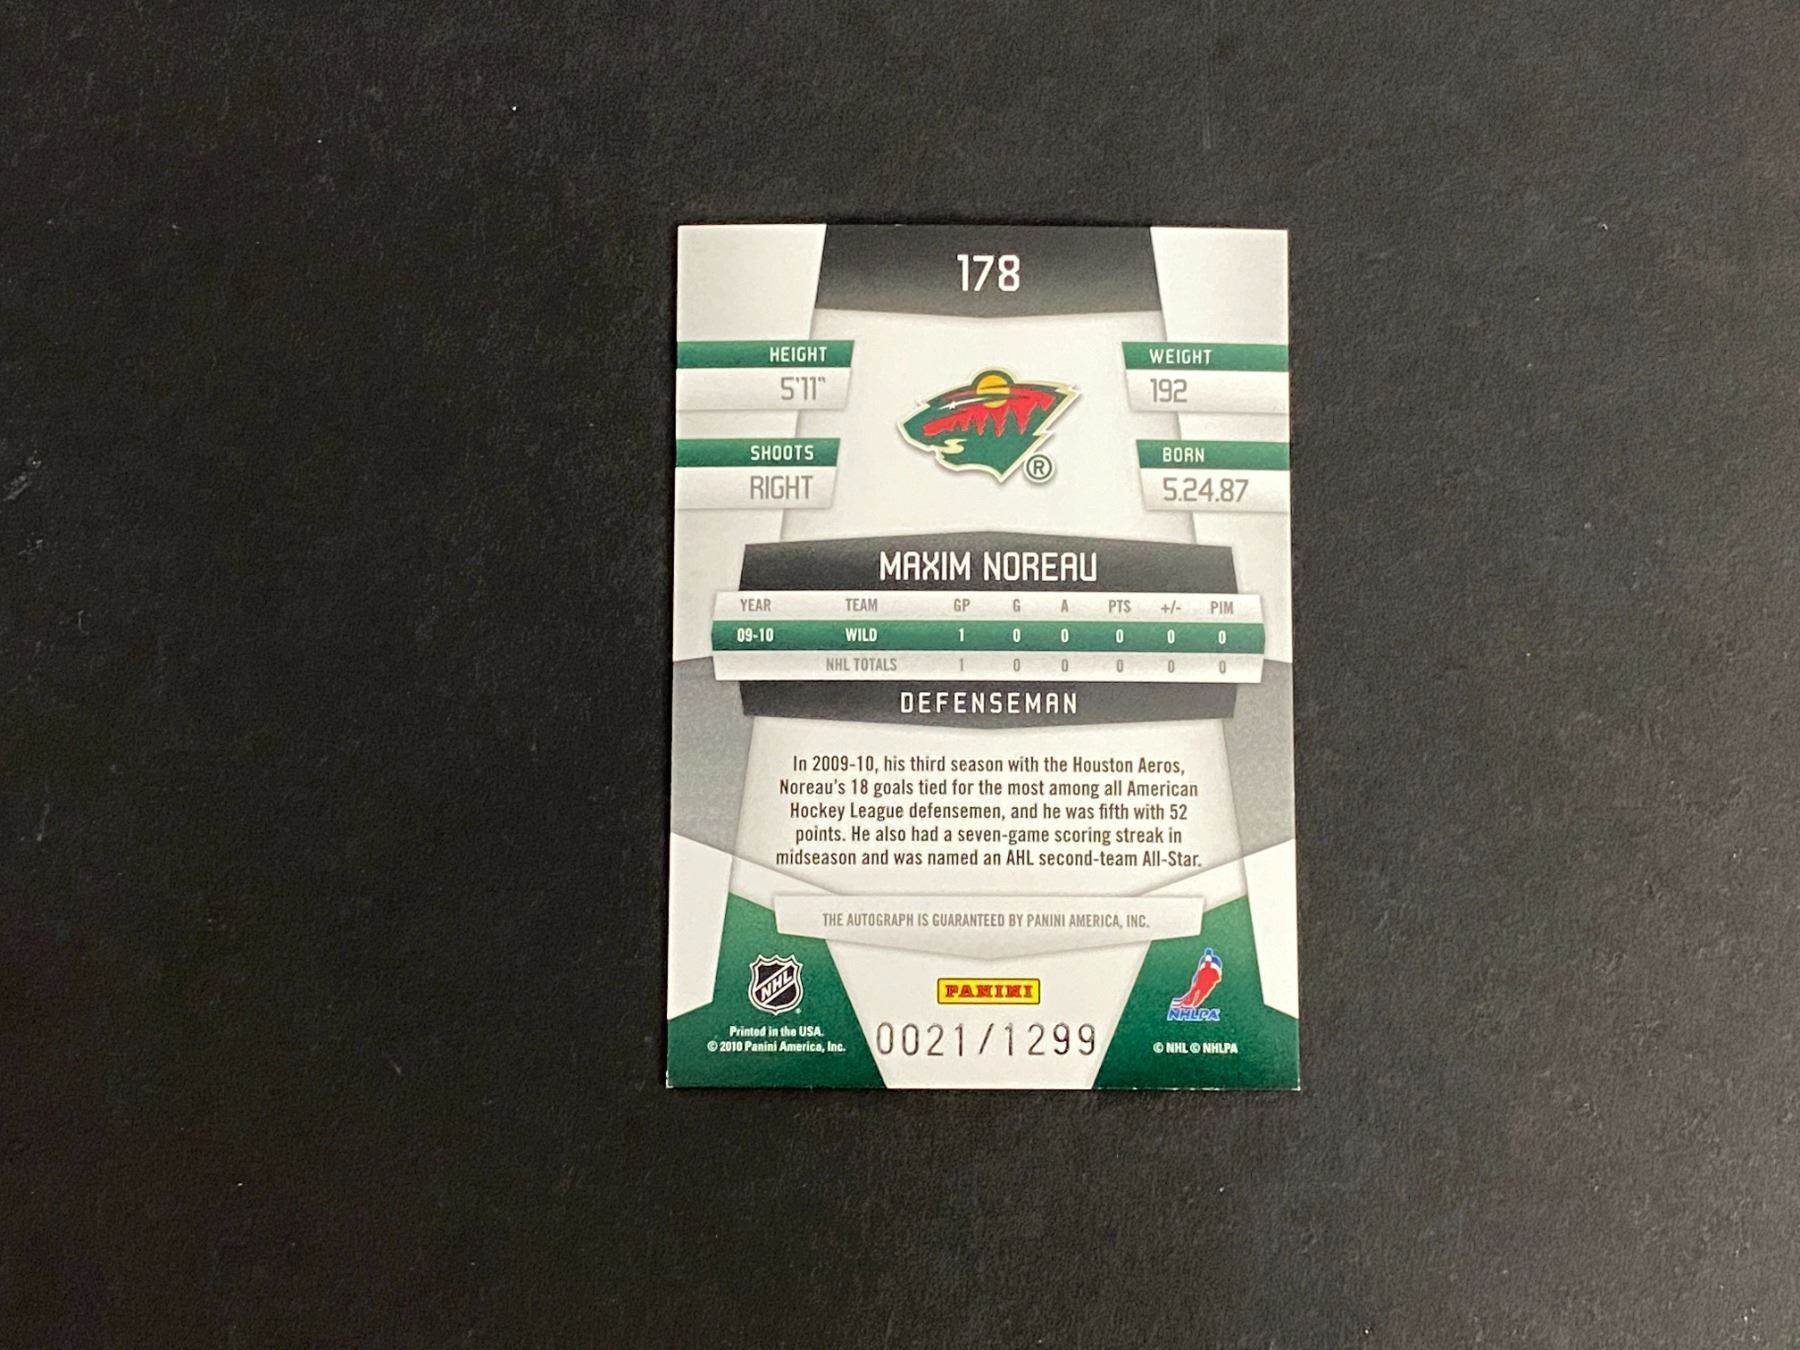 178
HEIGHT
5'11"
WEIGHT
192
SHOOTS
RIGHT
BORN
5.24.87
®
MAXIM NOREAU
YEAR TEAM GP G A PTS +/- PIM
09-10 WILD 1 0 0 0 0 0
NHL TOTALS 1 0 0 0 0 0
DEFENSEMAN
In 2009-10, his third season with the Houston Aeros,
Noreau's 18 goals tied for the most among all American
Hockey League defensemen, and he was fifth with 52
points. He also had a seven-game scoring streak in
midseason and was named an AHL second-team All-Star.
THE AUTOGRAPH IS GUARANTEED BY PANINI AMERICA, INC.
NHL
PANINI
NHLPA
Printed in the USA.
© 2010 Panini America, Inc.
0021/1299
© NHL © NHLPA